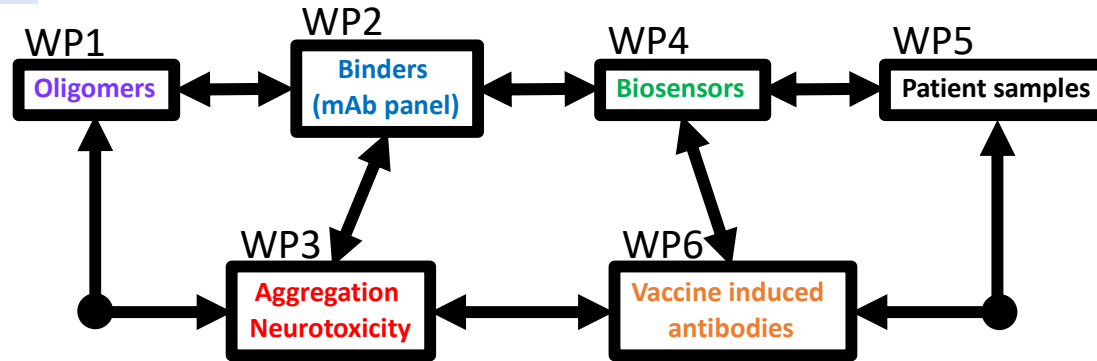 WP1
Oligomers
WP2
Binders
(mAb panel)
WP4
Biosensors
WP5
Patient samples
WP3
Aggregation
Neurotoxicity
WP6
Vaccine induced
antibodies